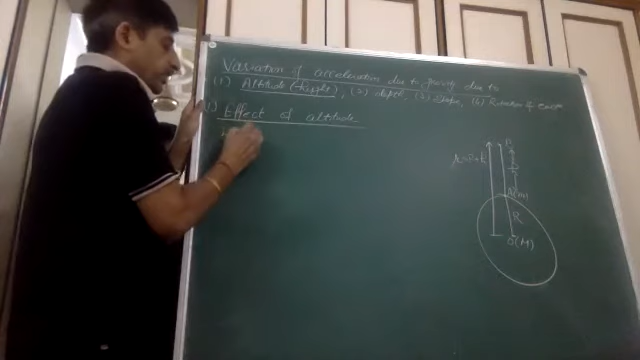 Variation of acceleration due to gravity due to
(1) Altitude (height), (2) depth, (3) Shape, (4) Rotation of earth
1) Effect of altitude
R
O(M)